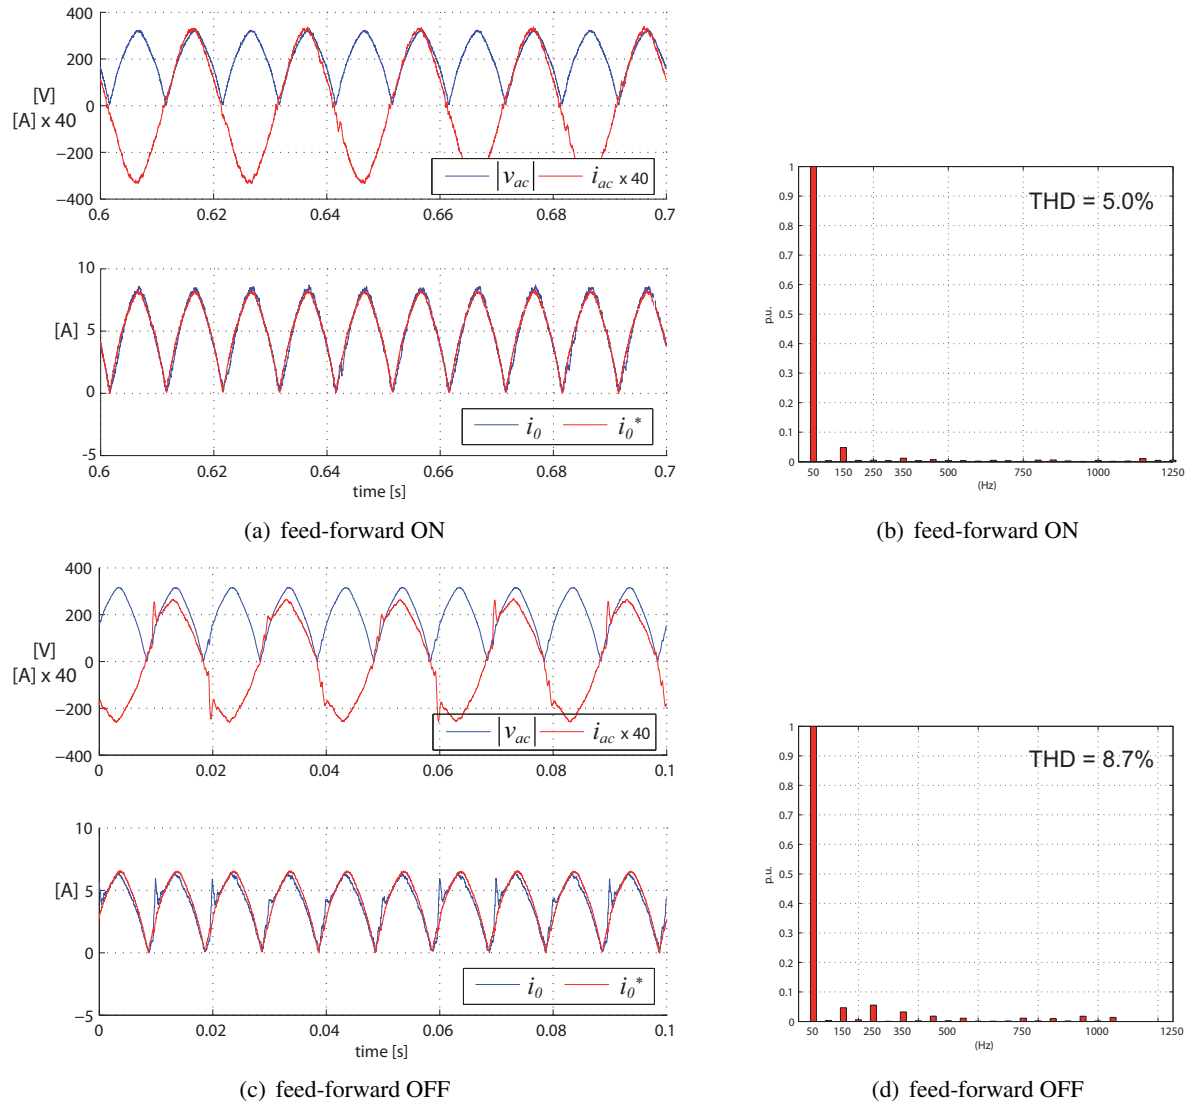 400
200
[V]
0
[A] x 40
−200
−400
|v_ac| i_ac x 40
0.6 0.62 0.64 0.66 0.68 0.7
10
[A] 5
0
-5
i_0 i_0*
0.6 0.62 0.64 0.66 0.68 0.7
time [s]
(a) feed-forward ON
1
THD = 5.0%
0.9
0.8
0.7
0.6
p.u.
0.5
0.4
0.3
0.2
0.1
0
50 150 250 350 500 750 1000 1250
(Hz)
(b) feed-forward ON
400
200
[V]
0
[A] x 40
−200
−400
|v_ac| i_ac x 40
0 0.02 0.04 0.06 0.08 0.1
10
[A] 5
0
−5
i_0 i_0*
0 0.02 0.04 0.06 0.08 0.1
time [s]
(c) feed-forward OFF
1
THD = 8.7%
0.9
0.8
0.7
0.6
p.u.
0.5
0.4
0.3
0.2
0.1
0
50 150 250 350 500 750 1000 1250
(Hz)
(d) feed-forward OFF